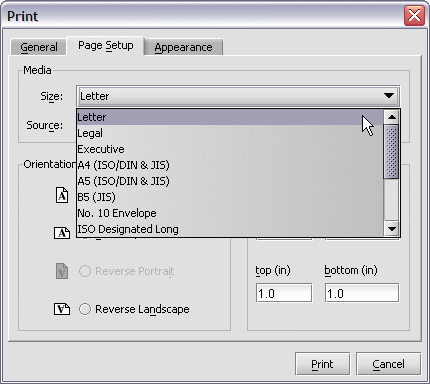 Print
General Page Setup Appearance
Media
Size: Letter
Source:
Letter
Legal
Executive
A4 (ISO/DIN & JIS)
A5 (ISO/DIN & JIS)
B5 (JIS)
No. 10 Envelope
ISO Designated Long
Orientatio
A
A
V
Reverse Portrait
top (in) bottom (in)
1.0 1.0
V
Reverse Landscape
Print Cancel